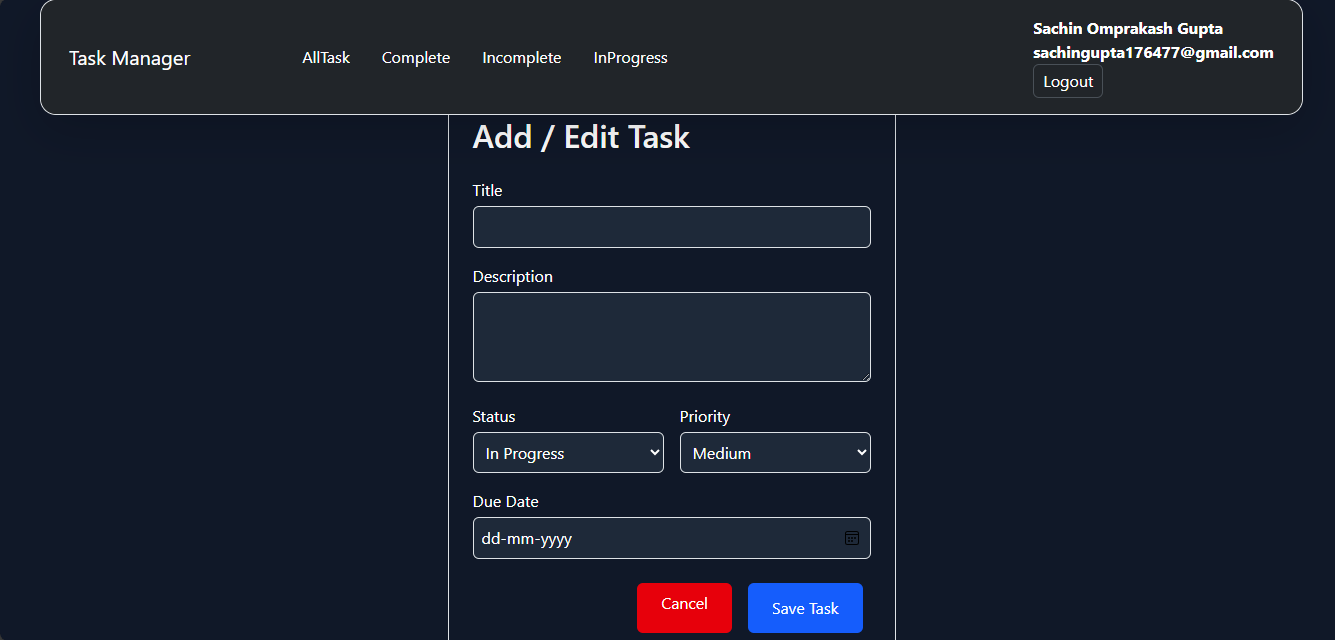 Task Manager
AllTask
Complete
Incomplete
InProgress
Sachin Omprakash Gupta
sachingupta176477@gmail.com
Logout
Add / Edit Task
Title
Description
Status
Priority
In Progress
Medium
Due Date
dd-mm-yyyy
Cancel
Save Task